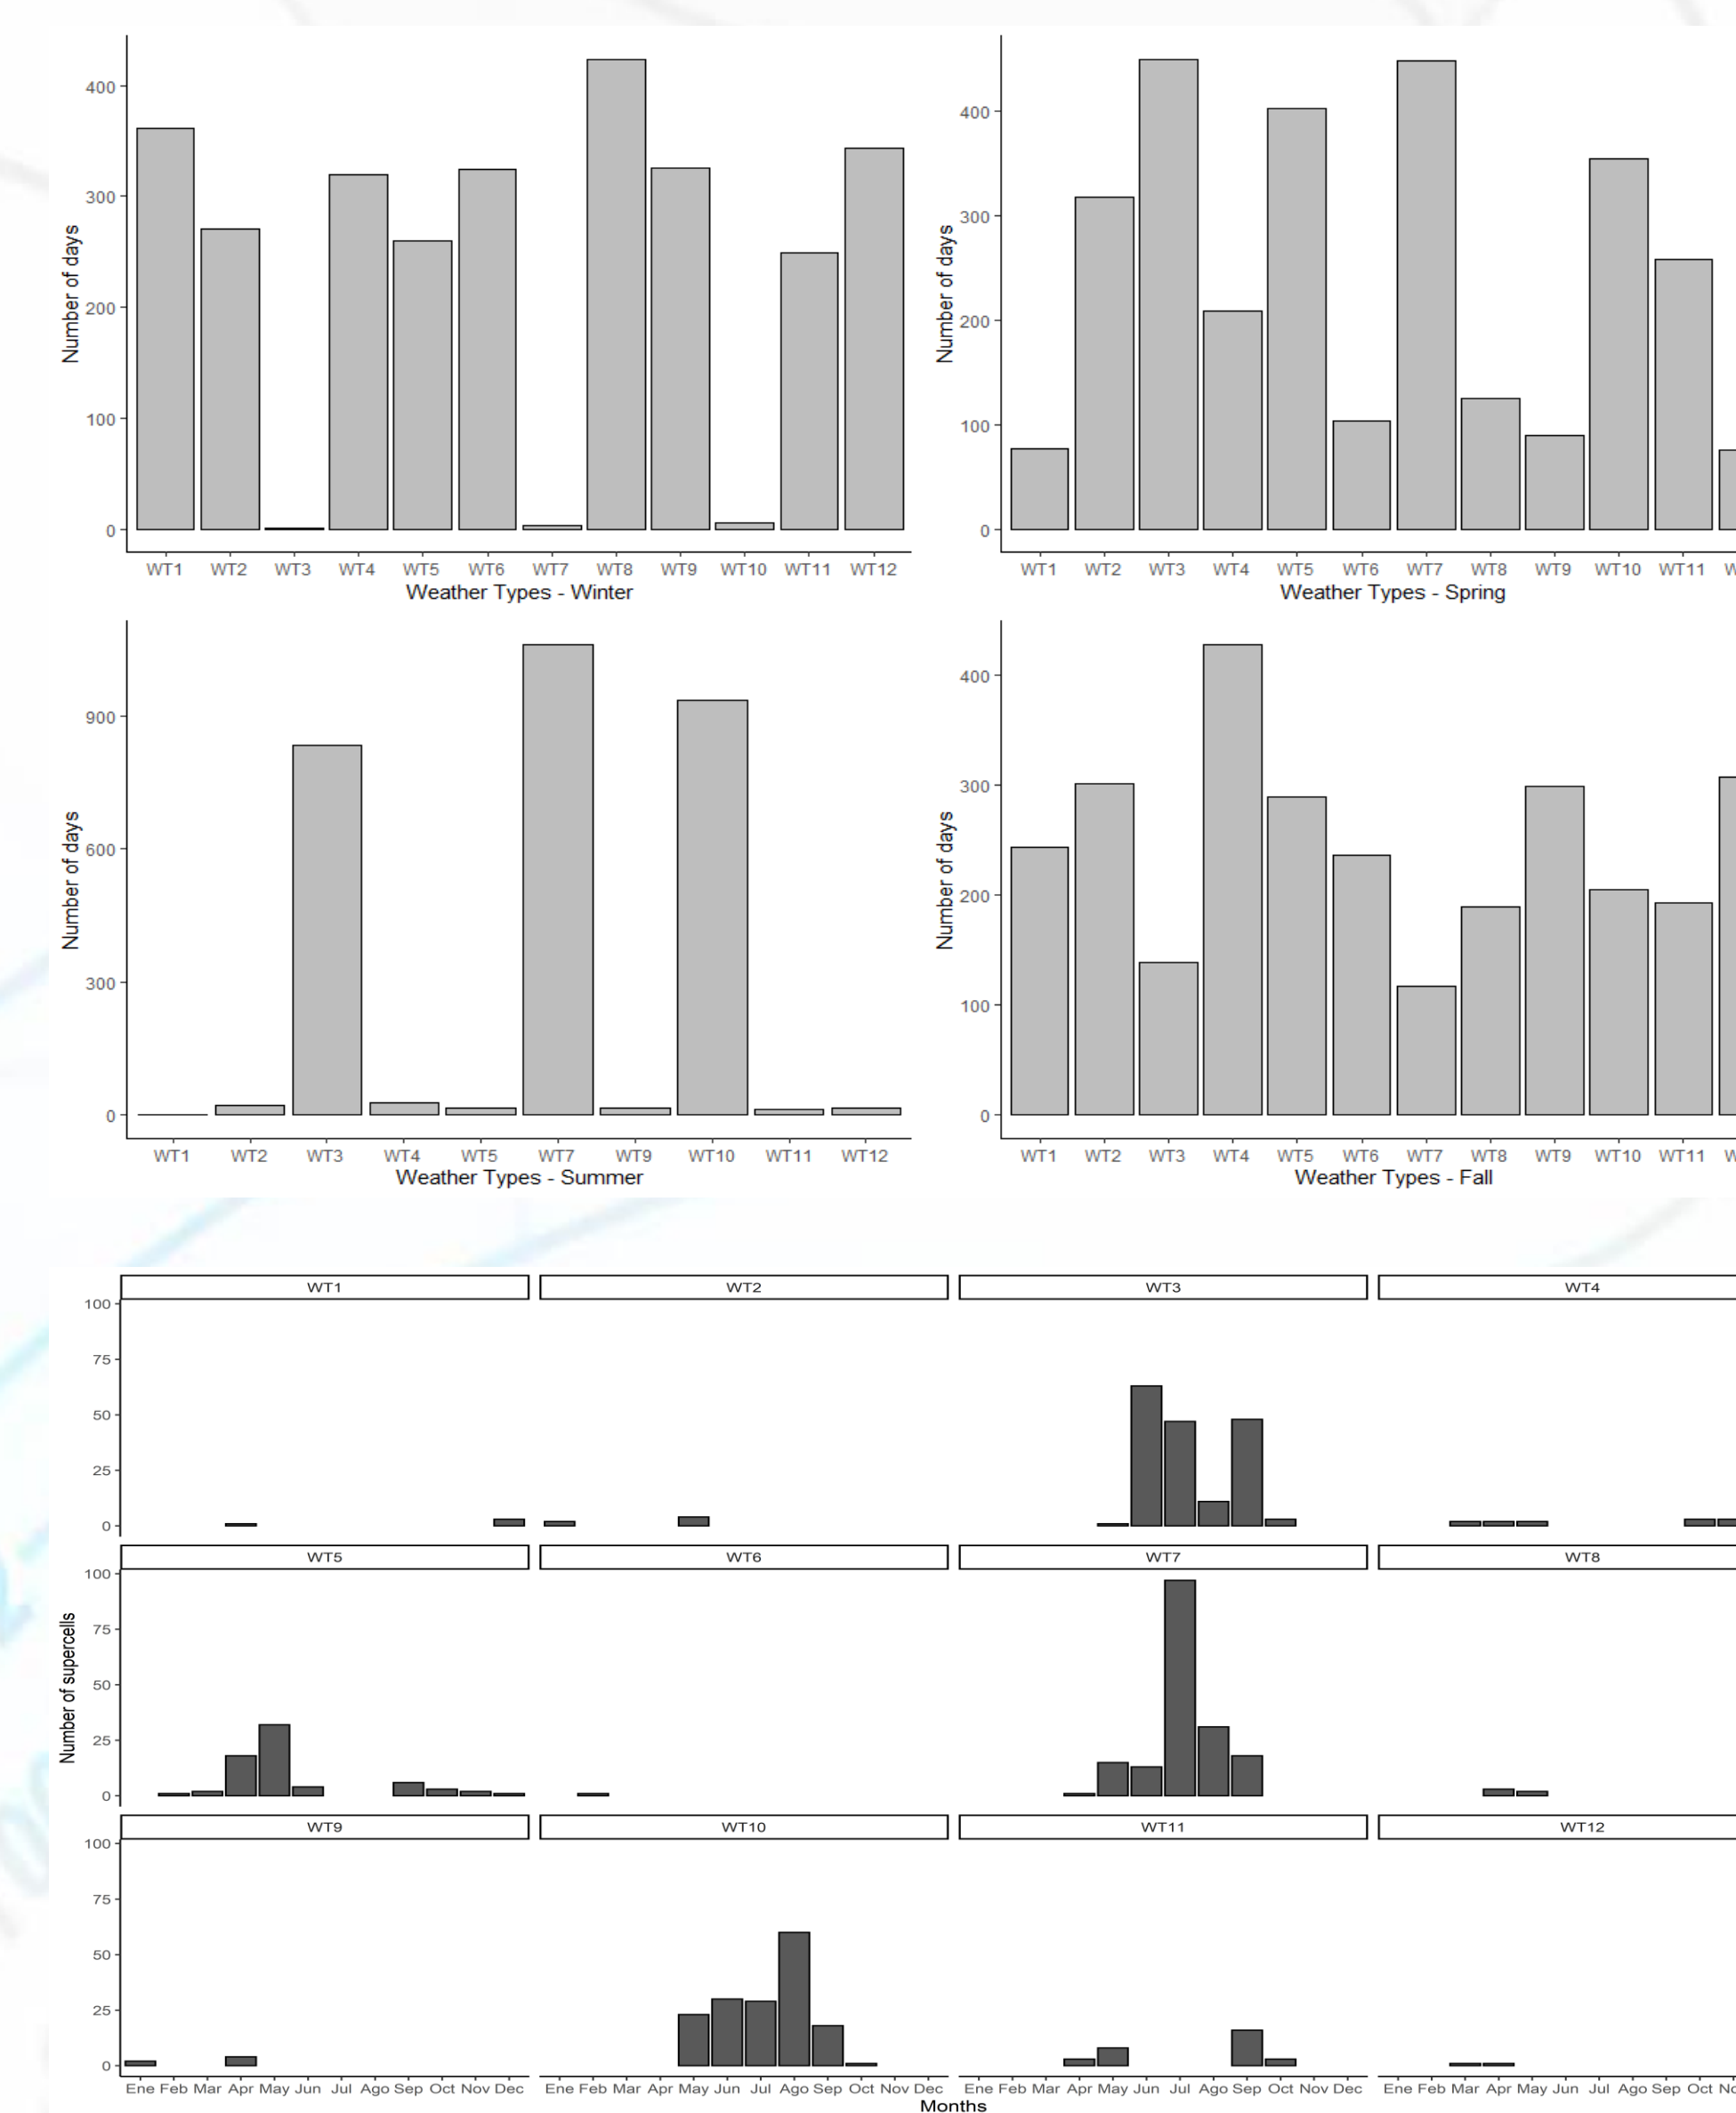 400
300
200
100
0
Number of days
WT1 WT2 WT3 WT4 WT5 WT6 WT7 WT8 WT9 WT10 WT11 WT12
Weather Types - Winter
400
300
200
100
0
Number of days
WT1 WT2 WT3 WT4 WT5 WT6 WT7 WT8 WT9 WT10 WT11
Weather Types - Spring
900
600
300
0
Number of days
WT1 WT2 WT3 WT4 WT5 WT7 WT9 WT10 WT11 WT12
Weather Types - Summer
400
300
200
100
0
Number of days
WT1 WT2 WT3 WT4 WT5 WT6 WT7 WT8 WT9 WT10 WT11
Weather Types - Fall
WT1 WT2 WT3 WT4
100
75
50
25
0
WT5 WT6 WT7 WT8
100
75
50
25
0
Number of supercells
WT9 WT10 WT11 WT12
100
75
50
25
0
Ene Feb Mar Apr May Jun Jul Ago Sep Oct Nov Dec Ene Feb Mar Apr May Jun Jul Ago Sep Oct Nov Dec Ene Feb Mar Apr May Jun Jul Ago Sep Oct Nov Dec Ene Feb Mar Apr May Jun Jul Ago Sep Oct
Months